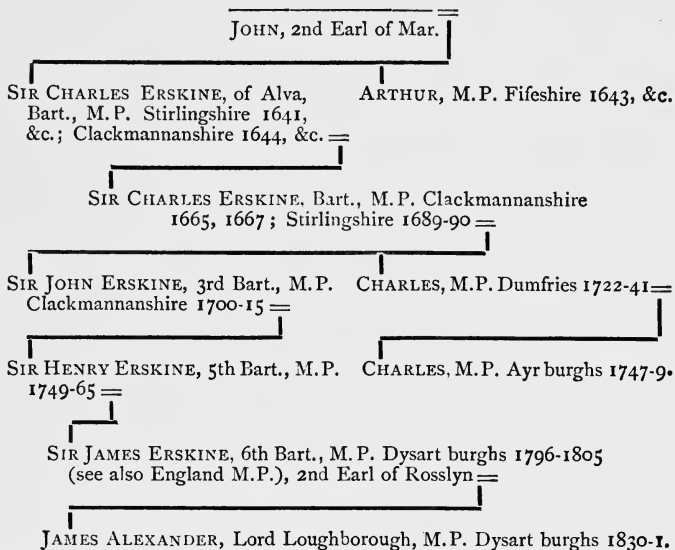 JOHN, 2nd Earl of Mar.
SIR CHARLES ERSKINE, of Alva, Bart., M.P. Stirlingshire 1641, &c.; Clackmannanshire 1644, &c.
ARTHUR, M.P. Fifeshire 1643, &c.
SIR CHARLES ERSKINE, Bart., M.P. Clackmannanshire
1665, 1667; Stirlingshire 1689-90
SIR JOHN ERSKINE, 3rd Bart., M.P.
Clackmannanshire 1700-15
CHARLES, M.P. Dumfries 1722-41
SIR HENRY ERSKINE, 5th Bart., M.P.
1749-65
CHARLES, M.P. Ayr burghs 1747-9.
SIR JAMES ERSKINE, 6th Bart., M.P. Dysart burghs 1796-1805
(see also England M.P.), 2nd Earl of Rosslyn
JAMES ALEXANDER, Lord Loughborough, M.P. Dysart burghs 1830-1.